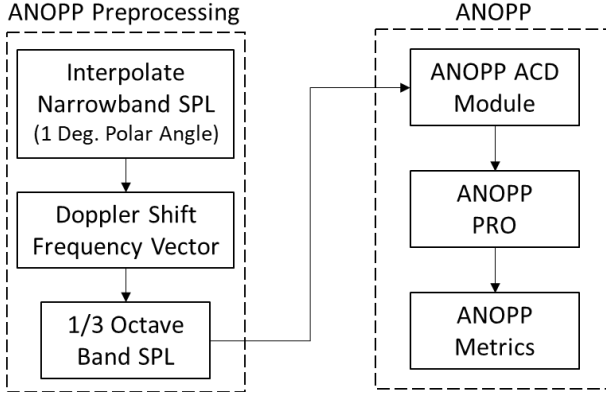 ANOPP Preprocessing
Interpolate
Narrowband SPL
(1 Deg. Polar Angle)
Doppler Shift
Frequency Vector
1/3 Octave
Band SPL
ANOPP
ANOPP ACD
Module
ANOPP
PRO
ANOPP
Metrics